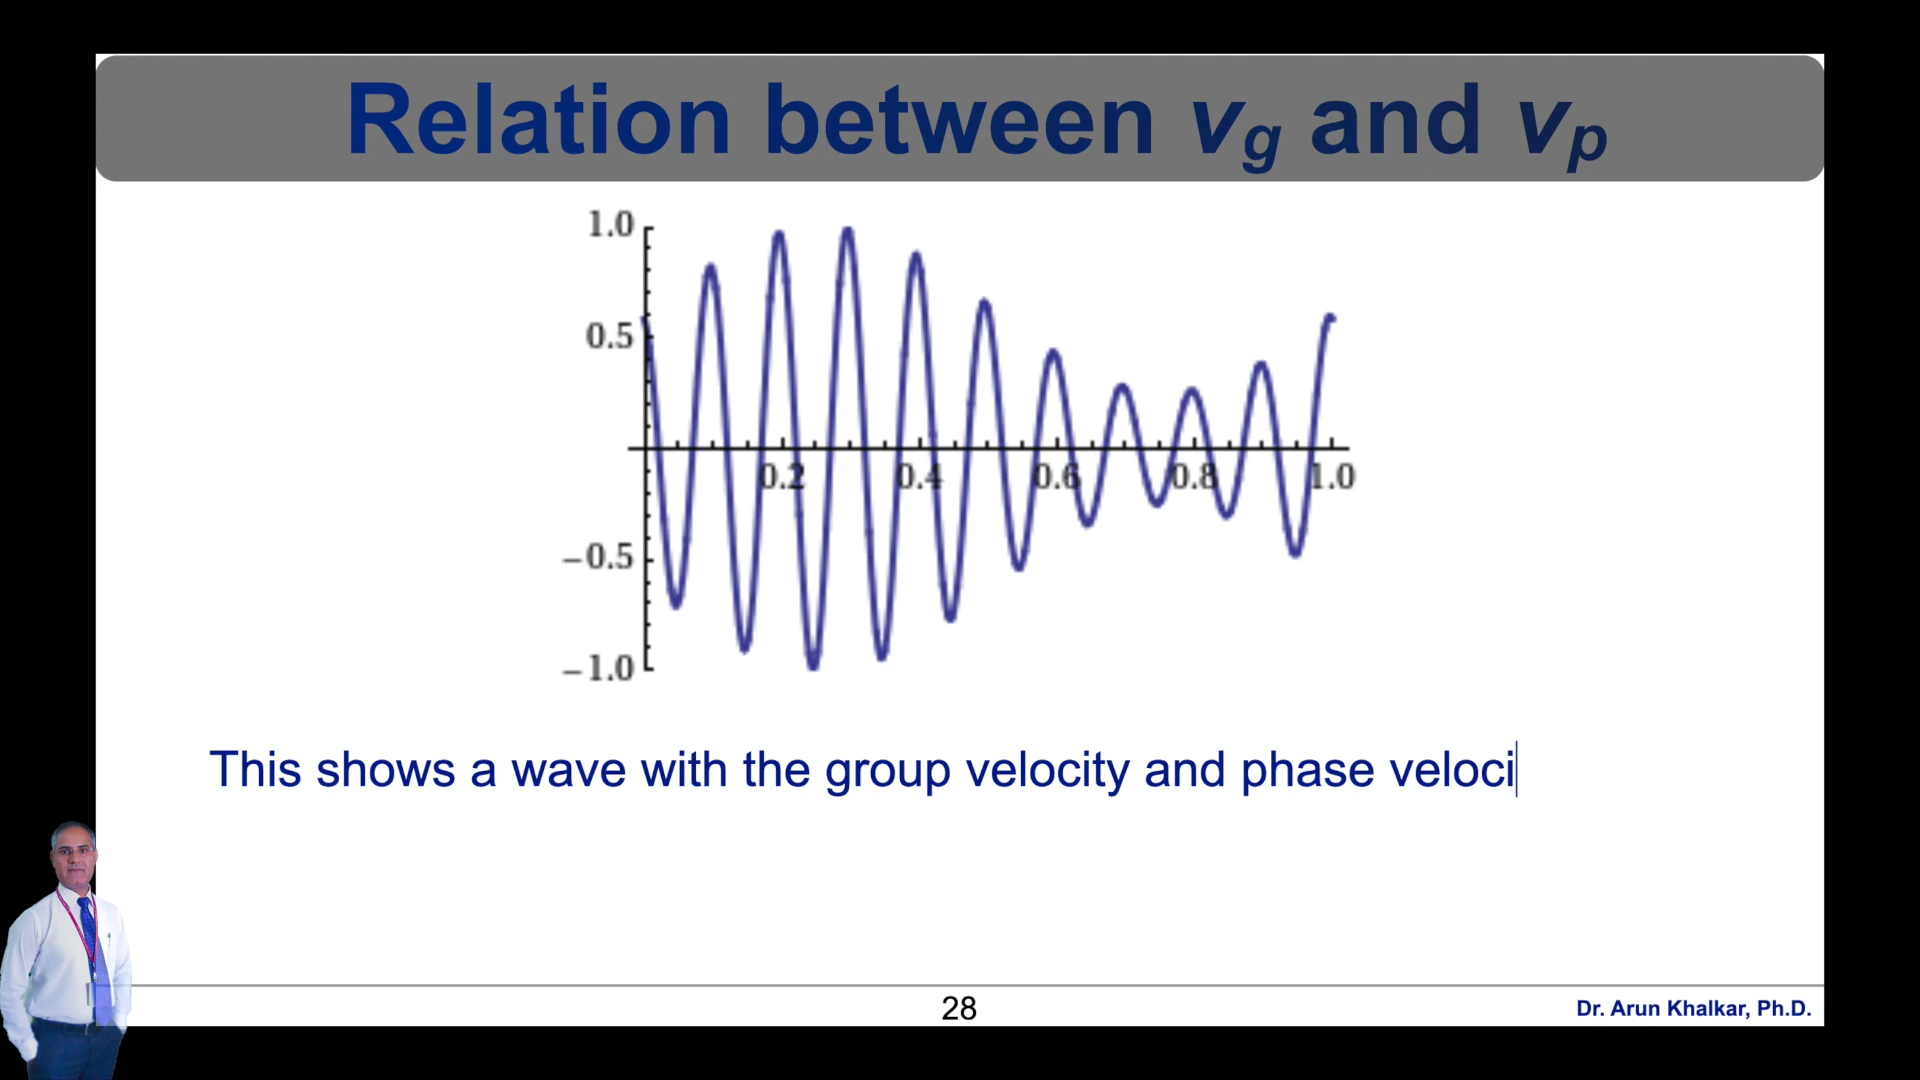 Relation between vg and vp
1.0
0.5
0.2 0.4 0.6 0.8 1.0
−0.5
−1.0
This shows a wave with the group velocity and phase veloci
28
Dr. Arun Khalkar, Ph.D.